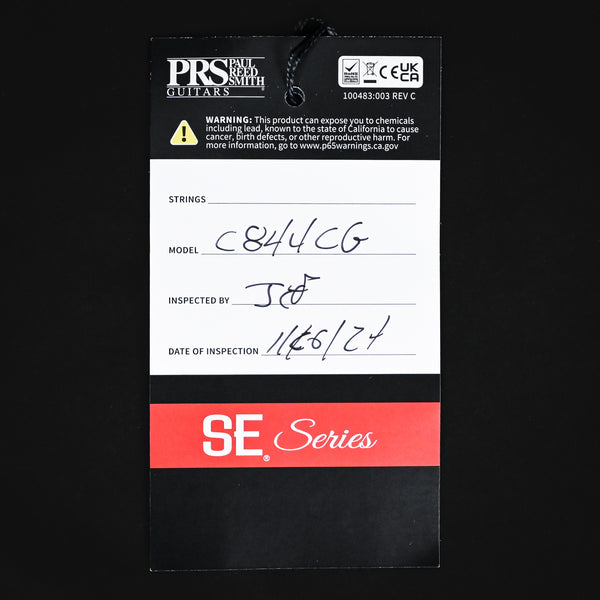 PRS PAUL REED SMITH
GUITARS
RoHS
CE UK CA
100483:003 REV C
WARNING: This product can expose you to chemicals
including lead, known to the state of California to cause
cancer, birth defects, or other reproductive harm. For
more information, go to www.p65warnings.ca.gov
STRINGS
MODEL C844CG
INSPECTED BY
DATE OF INSPECTION
SE® Series